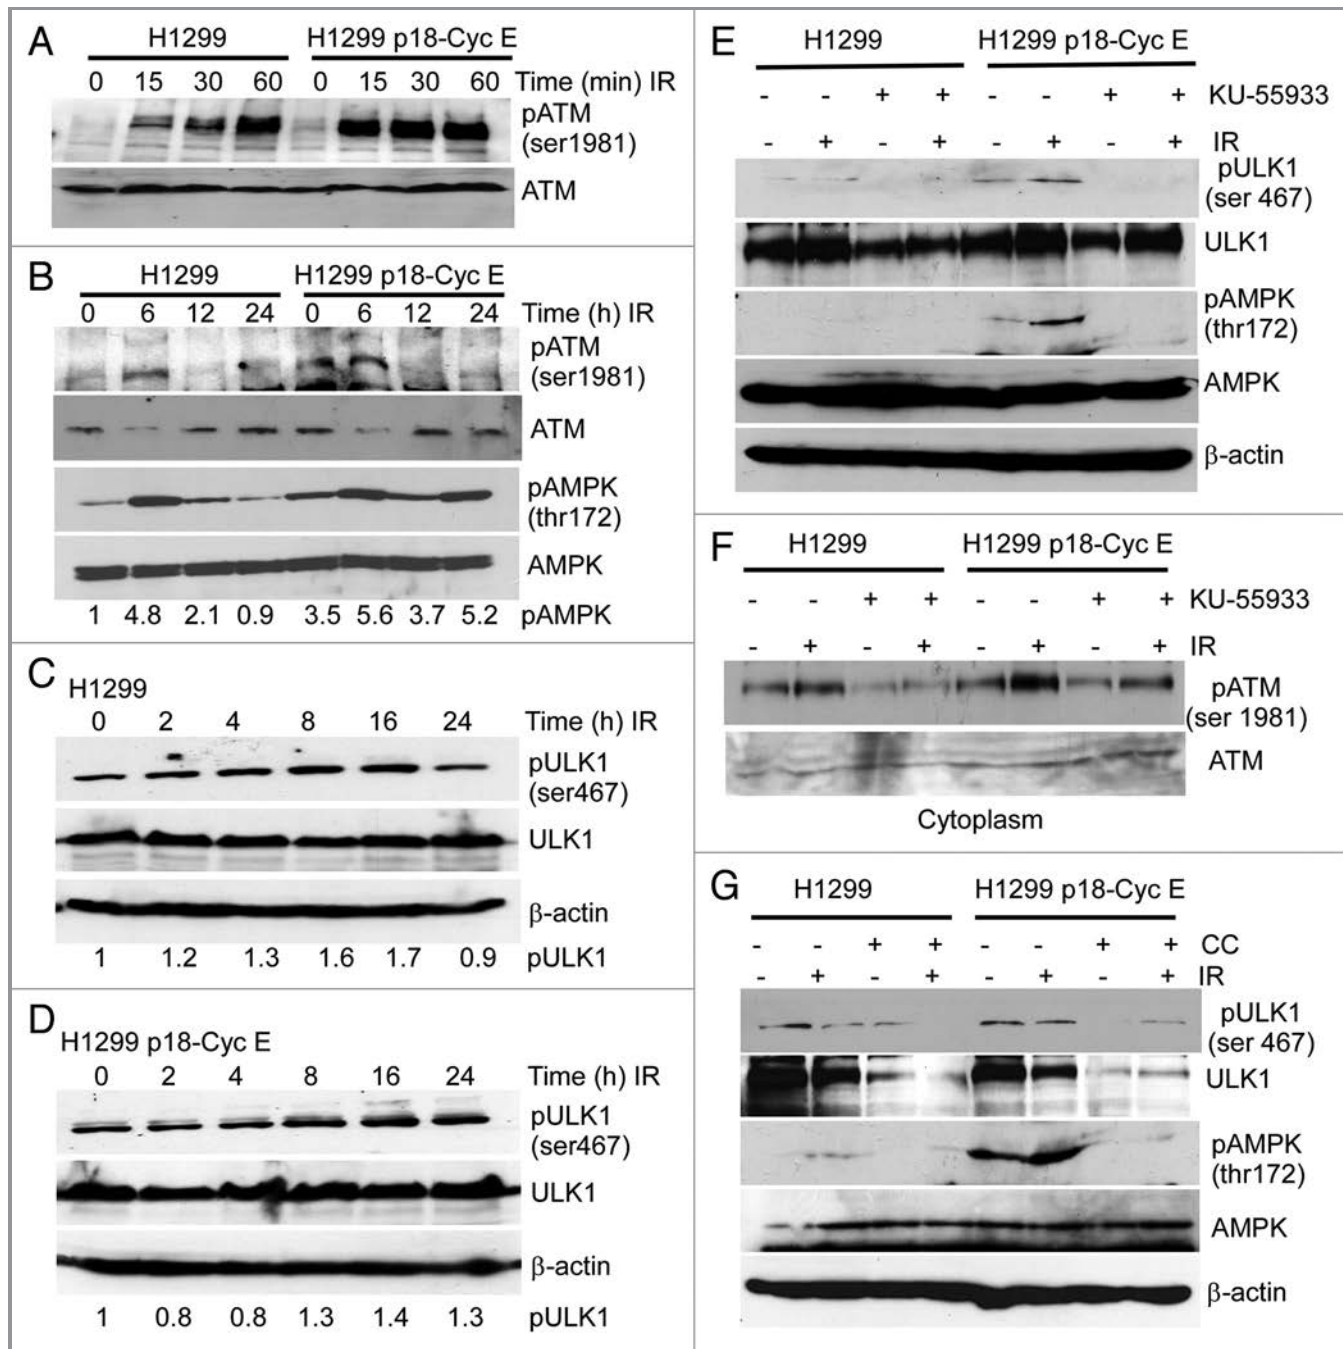 A
H1299 H1299 p18-Cyc E
0 15 30 60 0 15 30 60 Time (min) IR
pATM
(ser1981)
ATM
B
H1299 H1299 p18-Cyc E
0 6 12 24 0 6 12 24 Time (h) IR
pATM
(ser1981)
ATM
pAMPK
(thr172)
AMPK
1 4.8 2.1 0.9 3.5 5.6 3.7 5.2 pAMPK
C
H1299
0 2 4 8 16 24 Time (h) IR
pULK1
(ser467)
ULK1
β-actin
1 1.2 1.3 1.6 1.7 0.9 pULK1
D
H1299 p18-Cyc E
0 2 4 8 16 24 Time (h) IR
pULK1
(ser467)
ULK1
β-actin
1 0.8 0.8 1.3 1.4 1.3 pULK1
E
H1299 H1299 p18-Cyc E
- - + + - - + + KU-55933
- + - + - + - + IR
pULK1
(ser 467)
ULK1
pAMPK
(thr172)
AMPK
β-actin
F
H1299 H1299 p18-Cyc E
- - + + - - + + KU-55933
- + - + - + - + IR
pATM
(ser 1981)
ATM
Cytoplasm
G
H1299 H1299 p18-Cyc E
- - + + - - + + CC
- + - + - + - + IR
pULK1
(ser 467)
ULK1
pAMPK
(thr172)
AMPK
β-actin